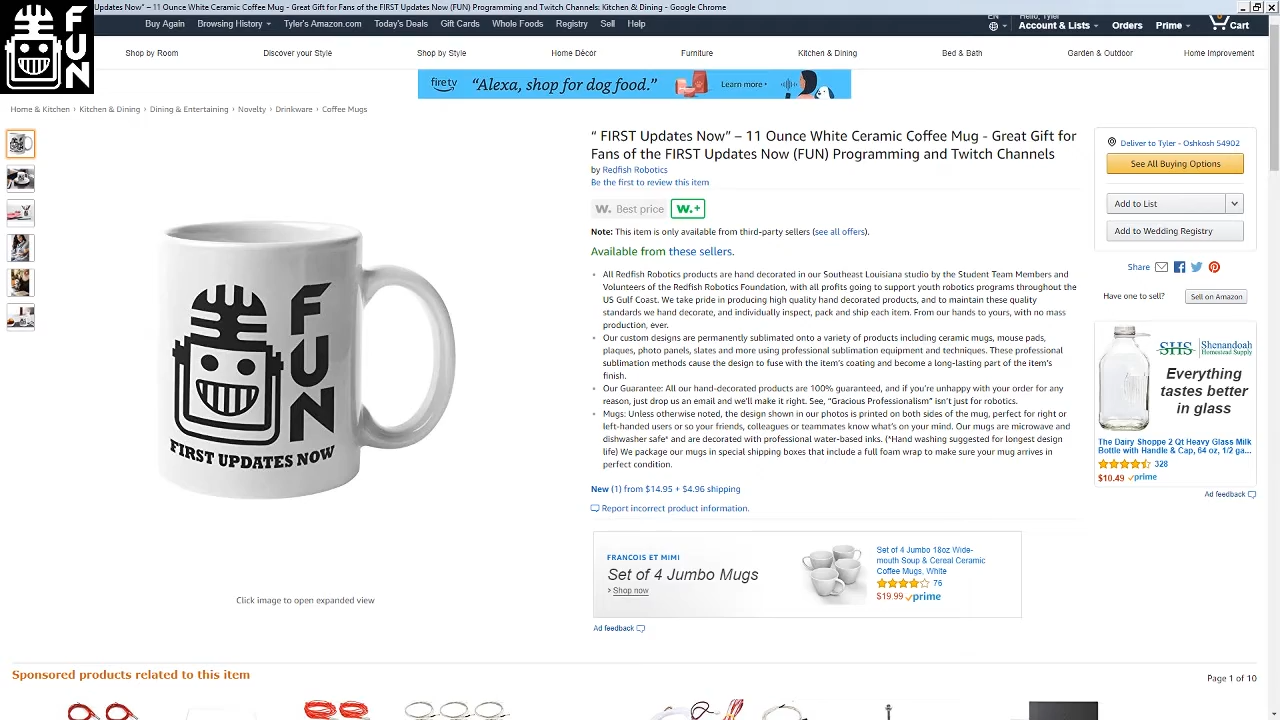 Updates Now” – 11 Ounce White Ceramic Coffee Mug - Great Gift for Fans of the FIRST Updates Now (FUN) Programming and Twitch Channels: Kitchen & Dining - Google Chrome
FUN
Buy Again Browsing History Tyler's Amazon.com Today's Deals Gift Cards Whole Foods Registry Sell Help
EN Hello, Tyler
Account & Lists Orders Prime 0 Cart
Shop by Room Discover your Style Shop by Style Home Décor Furniture Kitchen & Dining Bed & Bath Garden & Outdoor Home Improvement
fire tv “Alexa, shop for dog food.” Learn more ›
Home & Kitchen › Kitchen & Dining › Dining & Entertaining › Novelty › Drinkware › Coffee Mugs
“ FIRST Updates Now” – 11 Ounce White Ceramic Coffee Mug - Great Gift for
Fans of the FIRST Updates Now (FUN) Programming and Twitch Channels
by Redfish Robotics
Be the first to review this item
W. Best price W.+
Note: This item is only available from third-party sellers (see all offers).
Available from these sellers.
All Redfish Robotics products are hand decorated in our Southeast Louisiana studio by the Student Team Members and
Volunteers of the Redfish Robotics Foundation, with all profits going to support youth robotics programs throughout the
US Gulf Coast. We take pride in producing high quality hand decorated products, and to maintain these quality
standards we hand decorate, and individually inspect, pack and ship each item. From our hands to yours, with no mass
production, ever.
Our custom designs are permanently sublimated onto a variety of products including ceramic mugs, mouse pads,
plaques, photo panels, slates and more using professional sublimation equipment and techniques. These professional
sublimation methods cause the design to fuse with the item's coating and become a long-lasting part of the item's
finish.
Our Guarantee: All our hand-decorated products are 100% guaranteed, and if you're unhappy with your order for any
reason, just drop us an email and we'll make it right. See, “Gracious Professionalism” isn't just for robotics.
Mugs: Unless otherwise noted, the design shown in our photos is printed on both sides of the mug, perfect for right or
left-handed users or so your friends, colleagues or teammates know what's on your mind. Our mugs are microwave and
dishwasher safe* and are decorated with professional water-based inks. (*Hand washing suggested for longest design
life) We package our mugs in special shipping boxes that include a full foam wrap to make sure your mug arrives in
perfect condition.
New (1) from $14.95 + $4.96 shipping
Report incorrect product information.
FUN
FIRST UPDATES NOW
Click image to open expanded view
FRANCOIS ET MIMI
Set of 4 Jumbo Mugs
› Shop now
Set of 4 Jumbo 18oz Wide-
mouth Soup & Cereal Ceramic
Coffee Mugs, White
76
$19.99 prime
Ad feedback
Deliver to Tyler - Oshkosh 54902
See All Buying Options
Add to List
Add to Wedding Registry
Share
Have one to sell? Sell on Amazon
SHS Shenandoah
Homestead Supply
Everything
tastes better
in glass
The Dairy Shoppe 2 Qt Heavy Glass Milk
Bottle with Handle & Cap, 64 oz, 1/2 ga...
328
$10.49 prime
Ad feedback
Sponsored products related to this item
Page 1 of 10